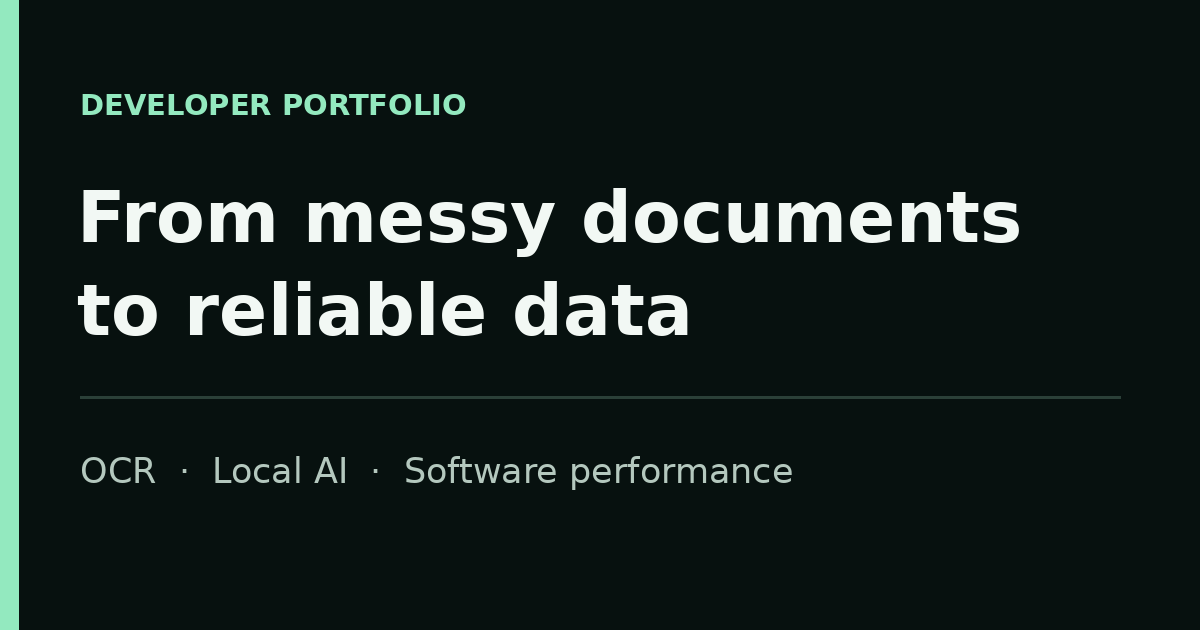 DEVELOPER PORTFOLIO
From messy documents
to reliable data
OCR · Local AI · Software performance